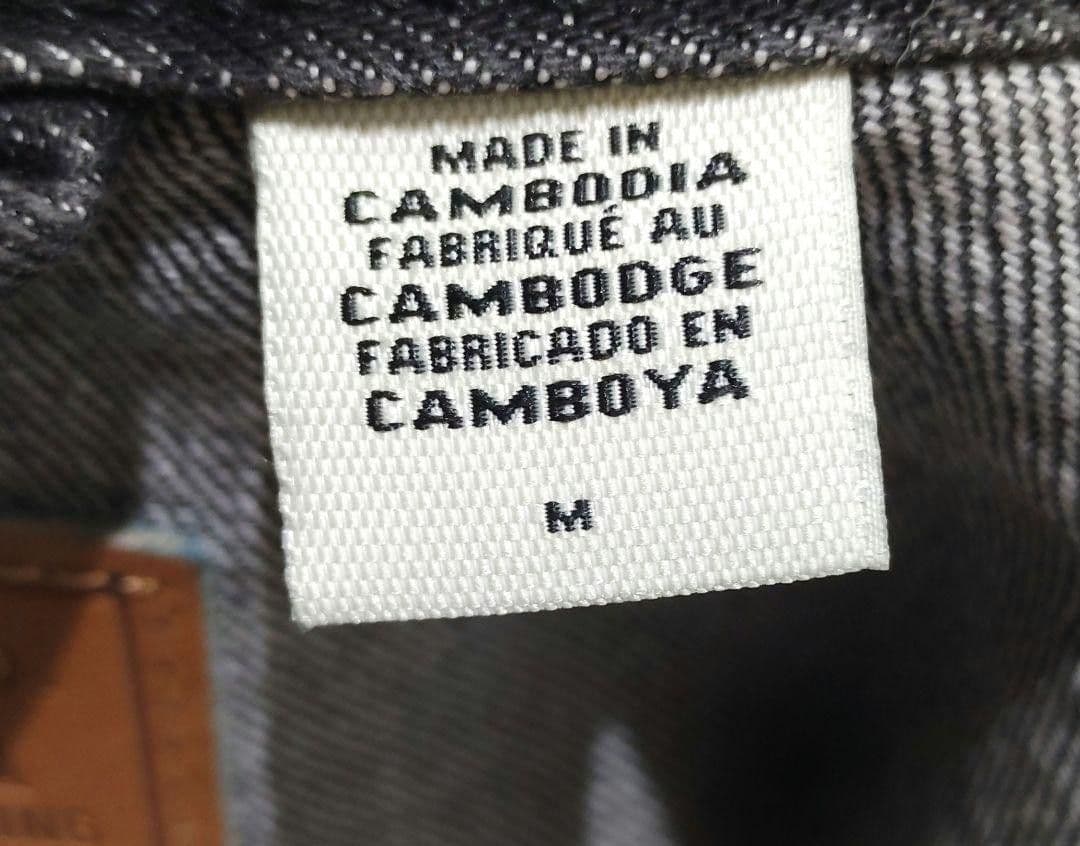 MADE IN
CAMBODIA
FABRIQUÉ AU
CAMBODGE
FABRICADO EN
CAMBOYA
M